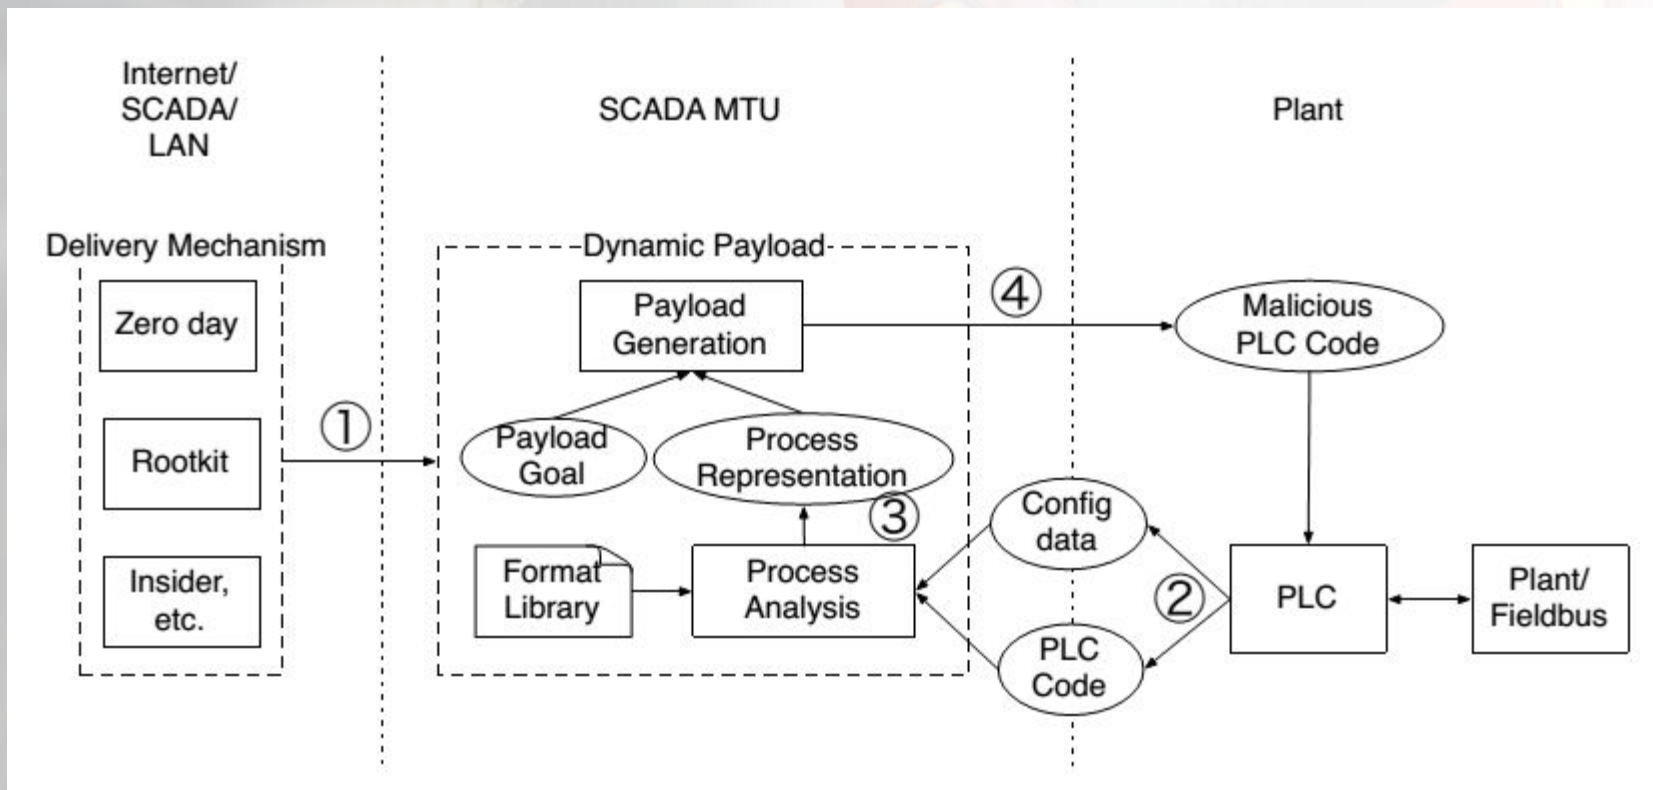 Internet/
SCADA/
LAN
SCADA MTU
Plant
Delivery Mechanism
Zero day
Rootkit
Insider,
etc.
①
Dynamic Payload
Payload
Generation
Payload
Goal
Process
Representation
③
Format
Library
Process
Analysis
④
Malicious
PLC Code
Config
data
②
PLC
Code
PLC
Plant/
Fieldbus